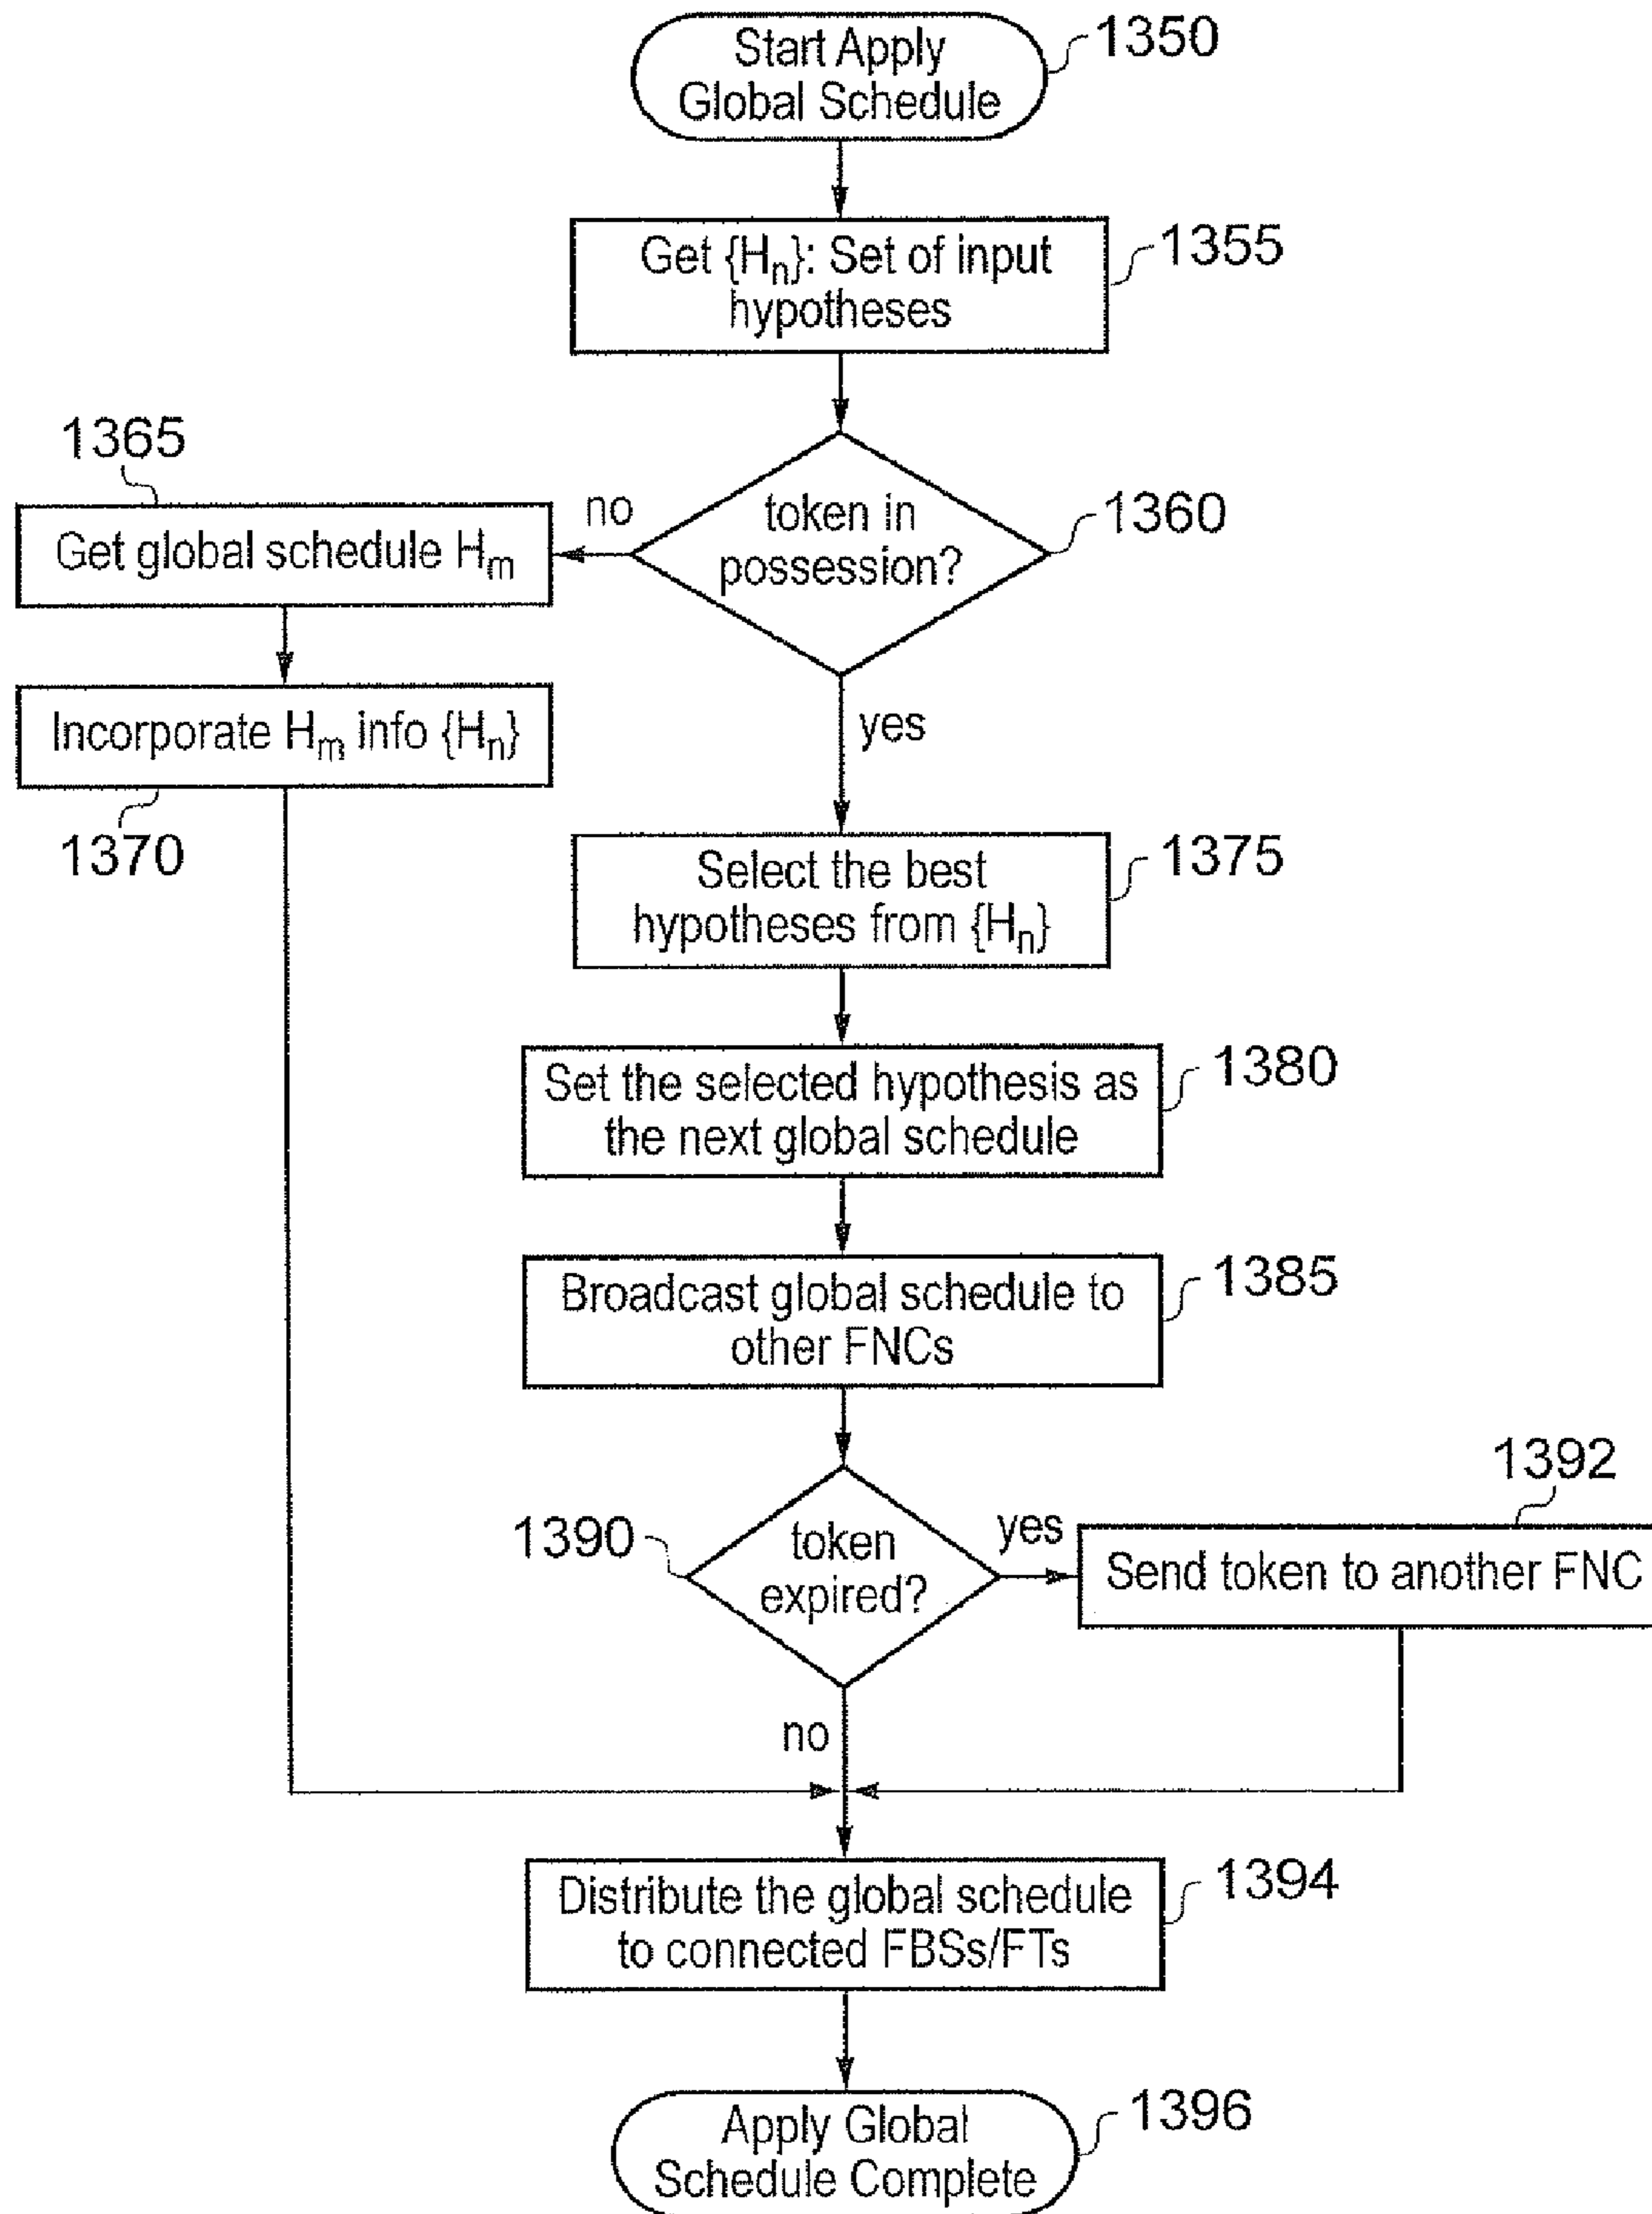 Start Apply
Global Schedule
1350
Get {Hn}: Set of input
hypotheses
1355
1365
Get global schedule Hm
no
token in
possession?
1360
Incorporate Hm info {Hn}
1370
yes
Select the best
hypotheses from {Hn}
1375
Set the selected hypothesis as
the next global schedule
1380
Broadcast global schedule to
other FNCs
1385
1390
token
expired?
yes
1392
Send token to another FNC
no
Distribute the global schedule
to connected FBSs/FTs
1394
Apply Global
Schedule Complete
1396